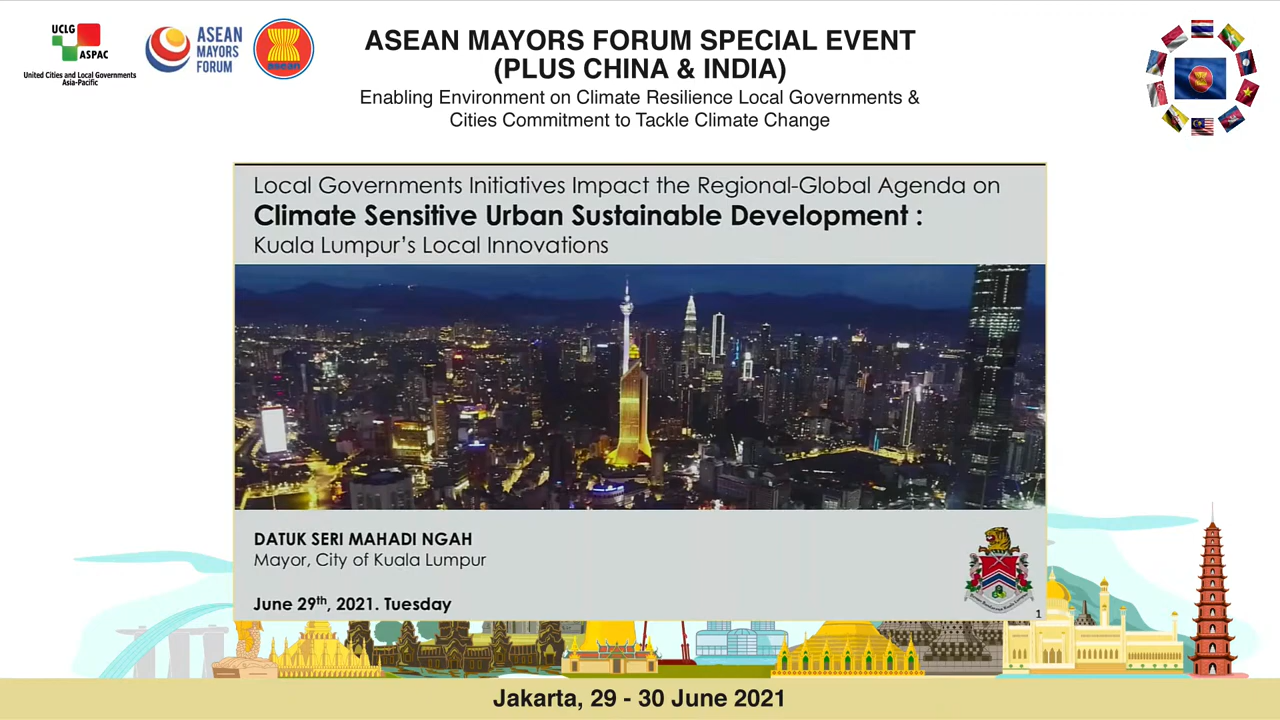 UCLG
ASPAC
United Cities and Local Governments
Asia-Pacific
ASEAN
MAYORS
FORUM
asean
ASEAN MAYORS FORUM SPECIAL EVENT
(PLUS CHINA & INDIA)
Enabling Environment on Climate Resilience Local Governments &
Cities Commitment to Tackle Climate Change
Local Governments Initiatives Impact the Regional-Global Agenda on
Climate Sensitive Urban Sustainable Development :
Kuala Lumpur's Local Innovations
DATUK SERI MAHADI NGAH
Mayor, City of Kuala Lumpur
June 29th, 2021. Tuesday
1
Jakarta, 29 - 30 June 2021